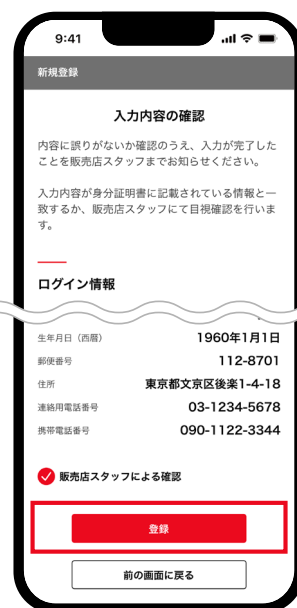 9:41
新規登録
入力内容の確認
内容に誤りがないか確認のうえ、入力が完了した
ことを販売店スタッフまでお知らせください。
入力内容が身分証明書に記載されている情報と一
致するか、販売店スタッフにて目視確認を行いま
す。
ログイン情報
生年月日（西暦） 1960年1月1日
郵便番号 112-8701
住所 東京都文京区後楽1-4-18
連絡用電話番号 03-1234-5678
携帯電話番号 090-1122-3344
販売店スタッフによる確認
登録
前の画面に戻る